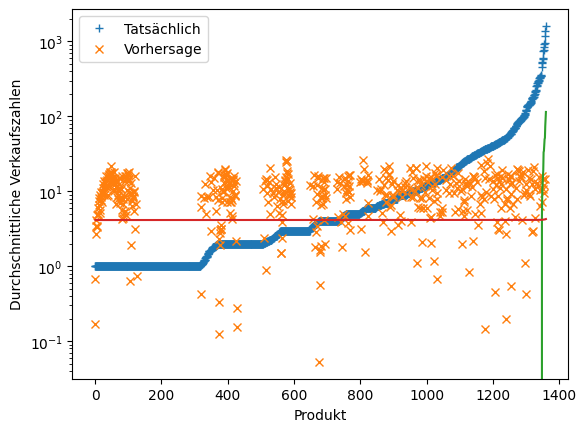 Tatsächlich
Vorhersage
Durchschnittliche Verkaufszahlen
10³
10²
10¹
10⁰
10⁻¹
0 200 400 600 800 1000 1200 1400
Produkt